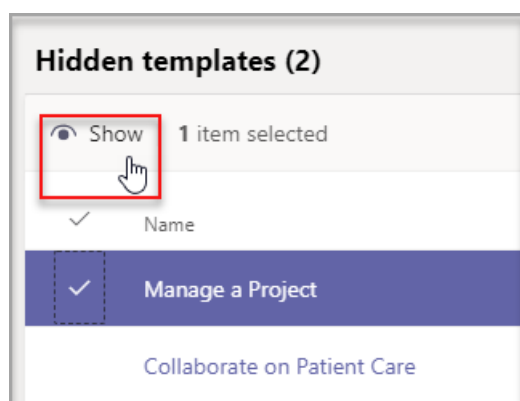 Hidden templates (2)
Show 1 item selected
Name
Manage a Project
Collaborate on Patient Care